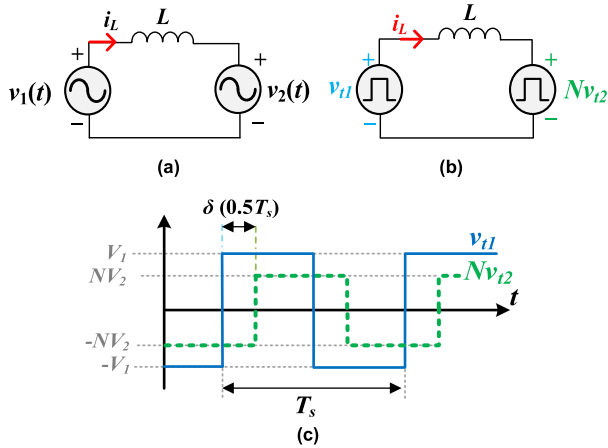 i_L L
+ +
v_1(t) v_2(t)
− −
(a)
i_L L
+ +
v_t1 Nv_t2
− −
(b)
δ (0.5T_s)
V_1 v_t1
NV_2 Nv_t2
t
-NV_2
-V_1
T_s
(c)